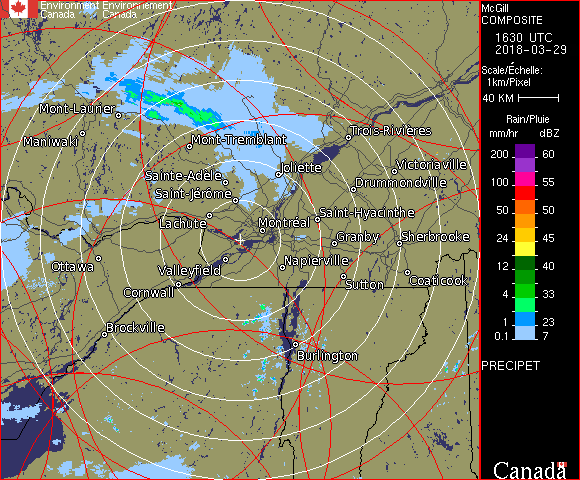 Environment Environnement
Canada Canada
McGill
COMPOSITE
1630 UTC
2018-03-29
Scale/Échelle:
1km/Pixel
40 KM
Rain/Pluie
mm/hr dBZ
200 60
100 55
50 50
24 45
12 40
4 33
1 23
0.1 7
PRECIPET
Canada
Mont-Laurier
Maniwaki
Mont-Tremblant
Trois-Rivières
Joliette
Victoriaville
Sainte-Adèle
Drummondville
Saint-Jérôme
Saint-Hyacinthe
Lachute
Montréal
Granby
Sherbrooke
Ottawa
Valleyfield
Napierville
Cornwall
Sutton
Coaticook
Brockville
Burlington